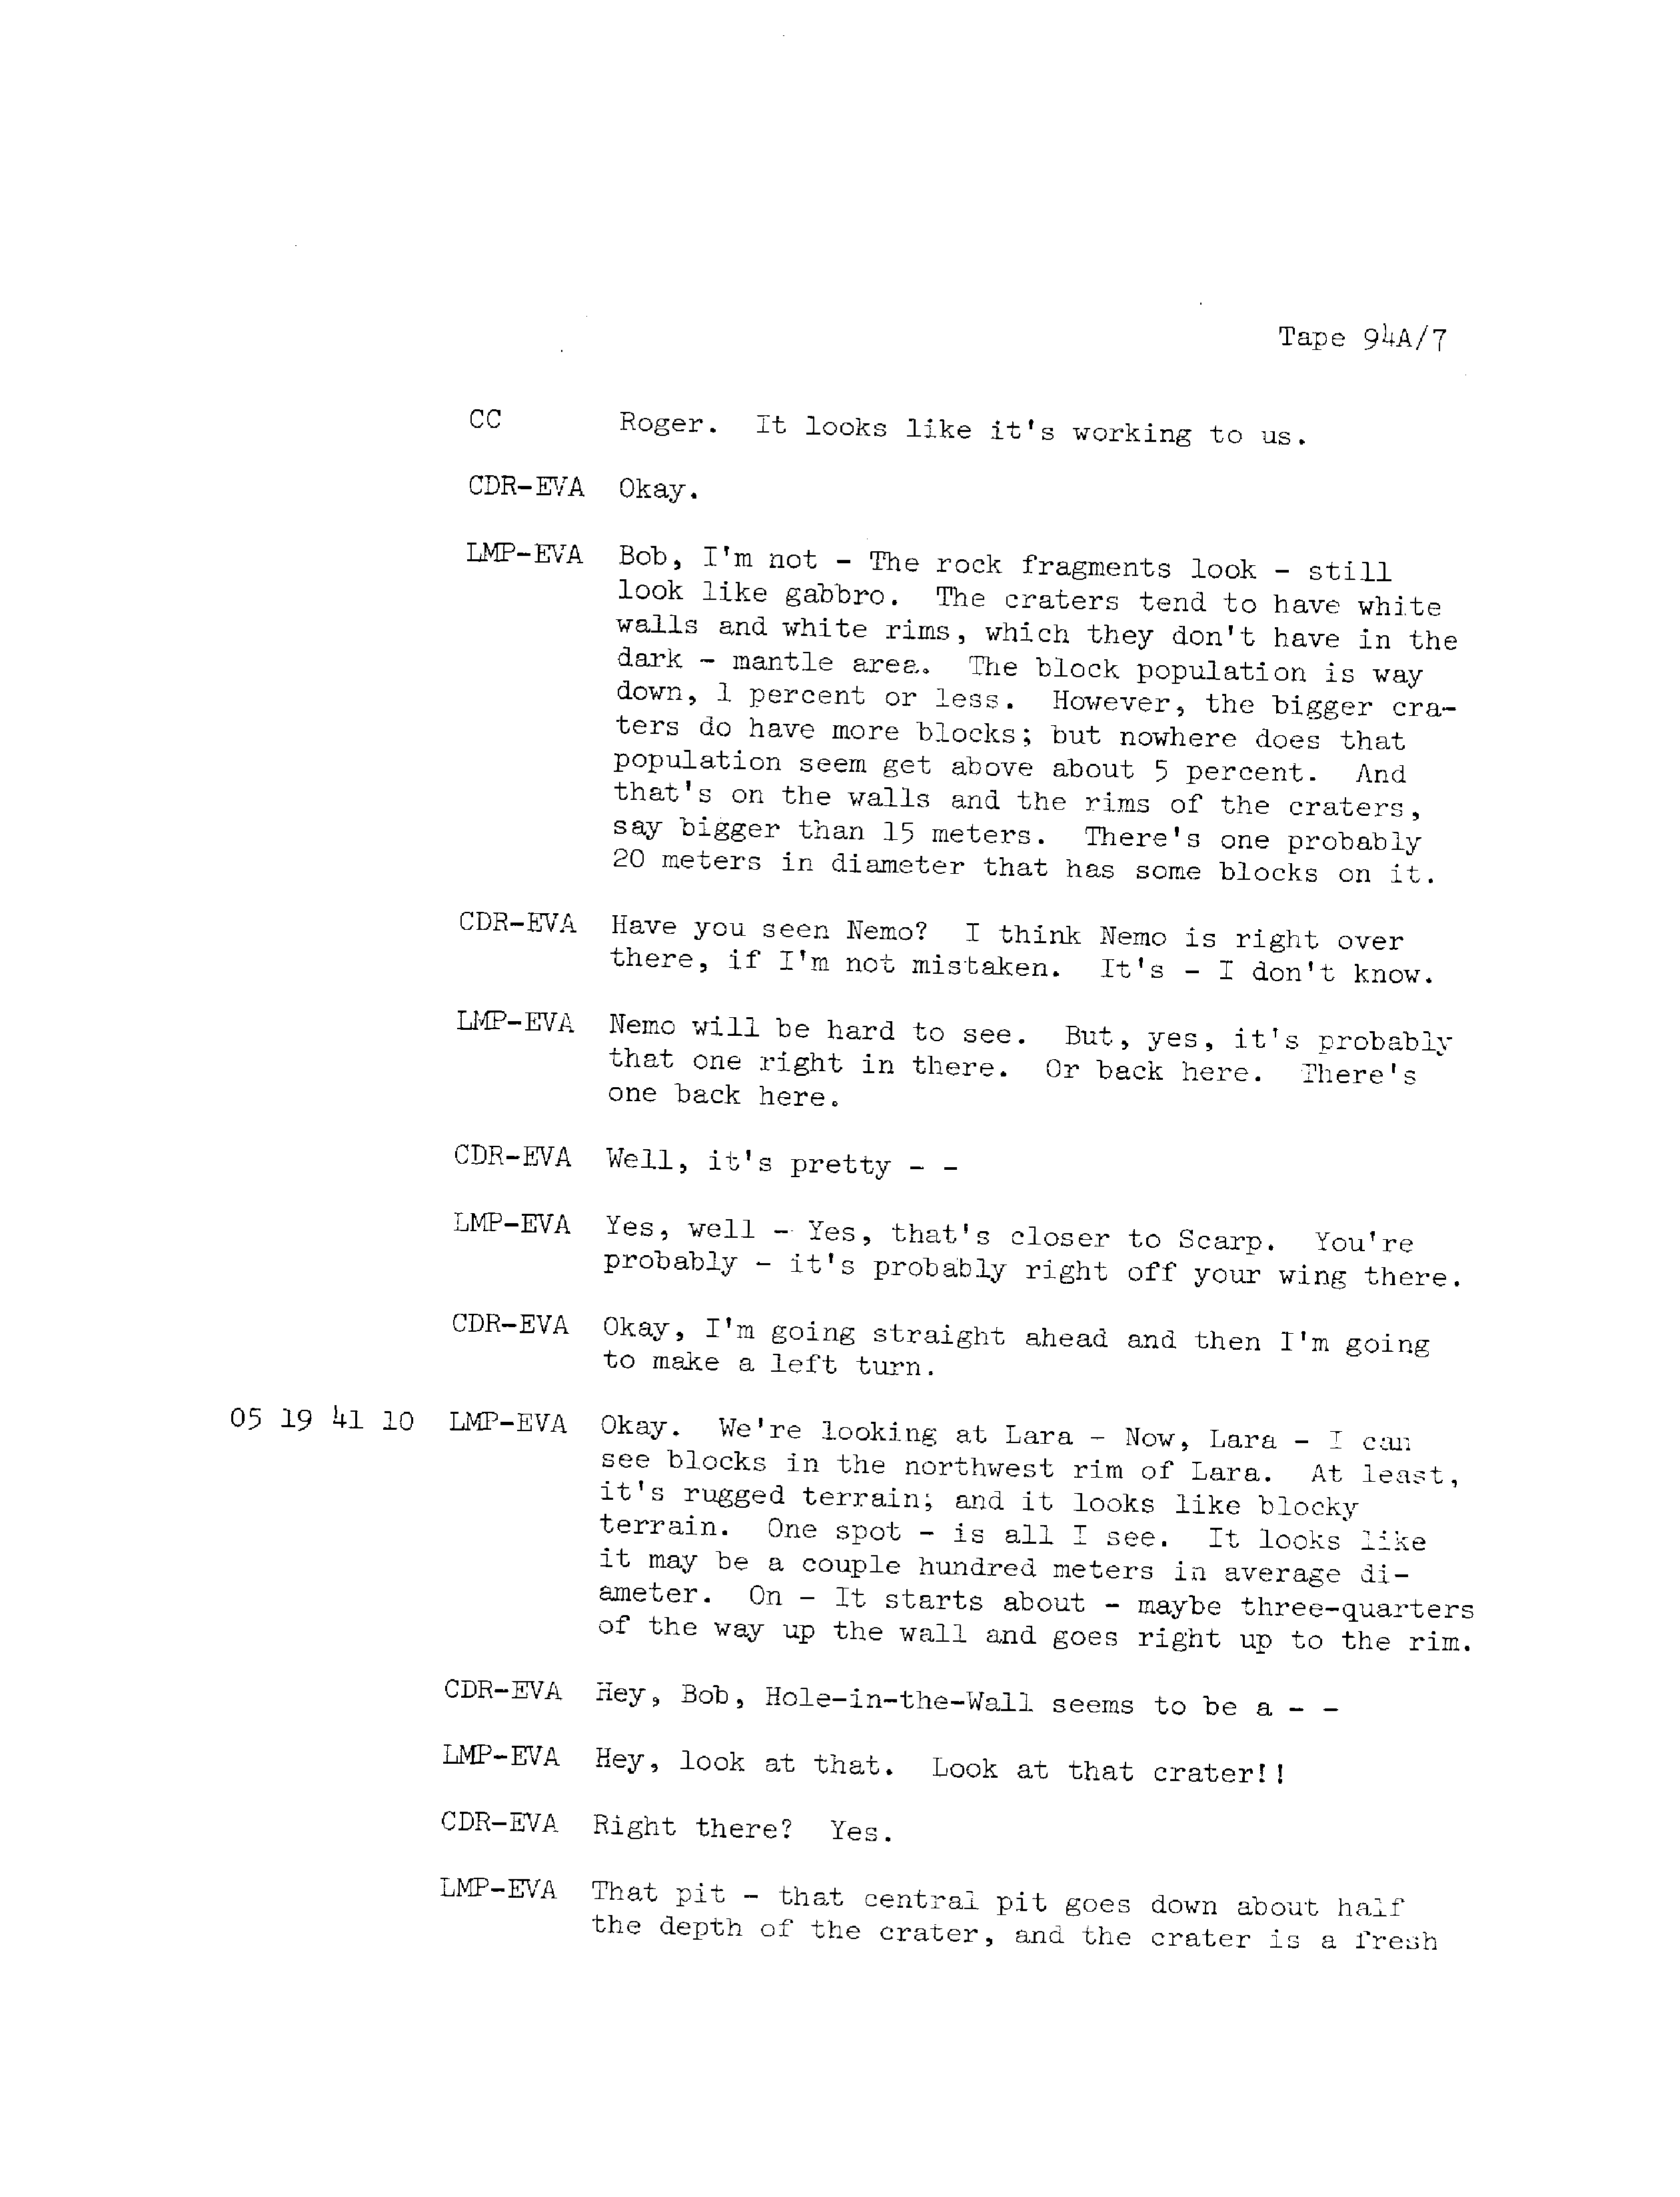 Tape 94A/7
CC Roger. It looks like it's working to us.
CDR-EVA Okay.
LMP-EVA Bob, I'm not - The rock fragments look - still
look like gabbro. The craters tend to have white
walls and white rims, which they don't have in the
dark - mantle area. The block population is way
down, 1 percent or less. However, the bigger cra-
ters do have more blocks; but nowhere does that
population seem get above about 5 percent. And
that's on the walls and the rims of the craters,
say bigger than 15 meters. There's one probably
20 meters in diameter that has some blocks on it.
CDR-EVA Have you seen Nemo? I think Nemo is right over
there, if I'm not mistaken. It's - I don't know.
LMP-EVA Nemo will be hard to see. But, yes, it's probably
that one right in there. Or back here. There's
one back here.
CDR-EVA Well, it's pretty - -
LMP-EVA Yes, well - Yes, that's closer to Scarp. You're
probably - it's probably right off your wing there.
CDR-EVA Okay, I'm going straight ahead and then I'm going
to make a left turn.
05 19 41 10 LMP-EVA Okay. We're looking at Lara - Now, Lara - I can
see blocks in the northwest rim of Lara. At least,
it's rugged terrain; and it looks like blocky
terrain. One spot - is all I see. It looks like
it may be a couple hundred meters in average di-
ameter. On - It starts about - maybe three-quarters
of the way up the wall and goes right up to the rim.
CDR-EVA Hey, Bob, Hole-in-the-Wall seems to be a - -
LMP-EVA Hey, look at that. Look at that crater!!
CDR-EVA Right there? Yes.
LMP-EVA That pit - that central pit goes down about half
the depth of the crater, and the crater is a fresh